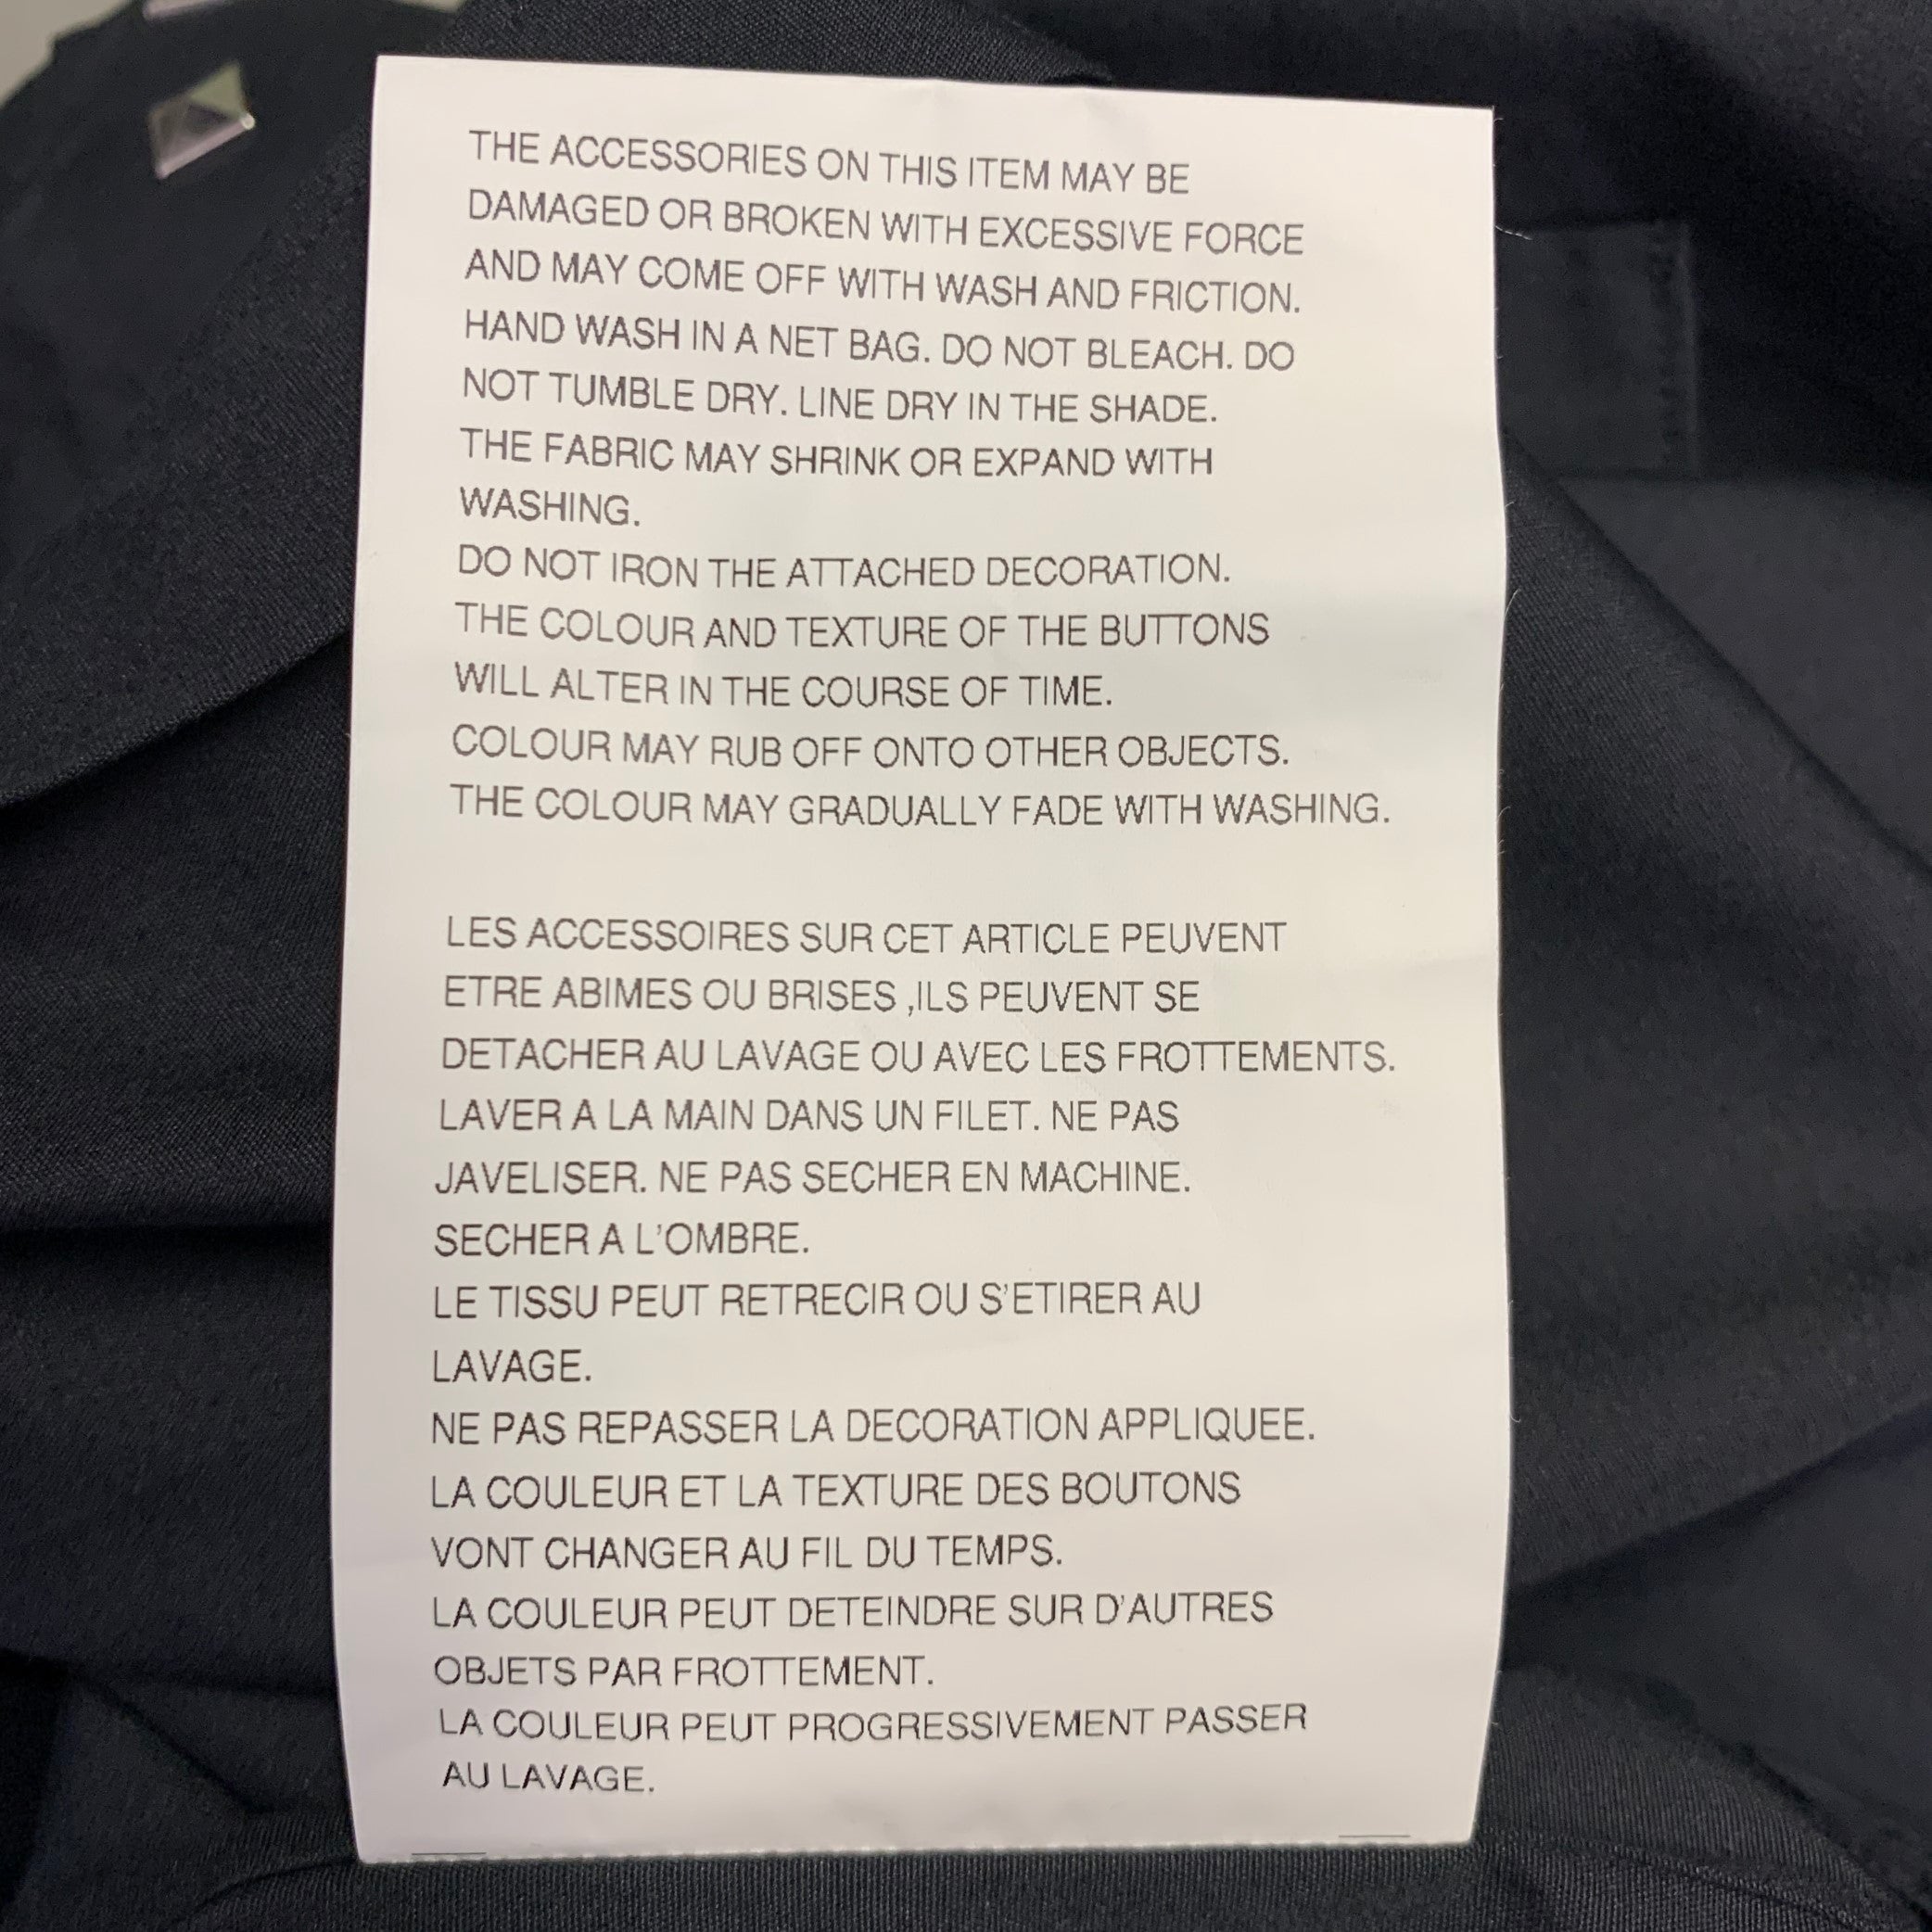 THE ACCESSORIES ON THIS ITEM MAY BE
DAMAGED OR BROKEN WITH EXCESSIVE FORCE
AND MAY COME OFF WITH WASH AND FRICTION.
HAND WASH IN A NET BAG. DO NOT BLEACH. DO
NOT TUMBLE DRY. LINE DRY IN THE SHADE.
THE FABRIC MAY SHRINK OR EXPAND WITH
WASHING.
DO NOT IRON THE ATTACHED DECORATION.
THE COLOUR AND TEXTURE OF THE BUTTONS
WILL ALTER IN THE COURSE OF TIME.
COLOUR MAY RUB OFF ONTO OTHER OBJECTS.
THE COLOUR MAY GRADUALLY FADE WITH WASHING.
LES ACCESSOIRES SUR CET ARTICLE PEUVENT
ETRE ABIMES OU BRISES ,ILS PEUVENT SE
DETACHER AU LAVAGE OU AVEC LES FROTTEMENTS.
LAVER A LA MAIN DANS UN FILET. NE PAS
JAVELISER. NE PAS SECHER EN MACHINE.
SECHER A L'OMBRE.
LE TISSU PEUT RETRECIR OU S'ETIRER AU
LAVAGE.
NE PAS REPASSER LA DECORATION APPLIQUEE.
LA COULEUR ET LA TEXTURE DES BOUTONS
VONT CHANGER AU FIL DU TEMPS.
LA COULEUR PEUT DETEINDRE SUR D'AUTRES
OBJETS PAR FROTTEMENT.
LA COULEUR PEUT PROGRESSIVEMENT PASSER
AU LAVAGE.